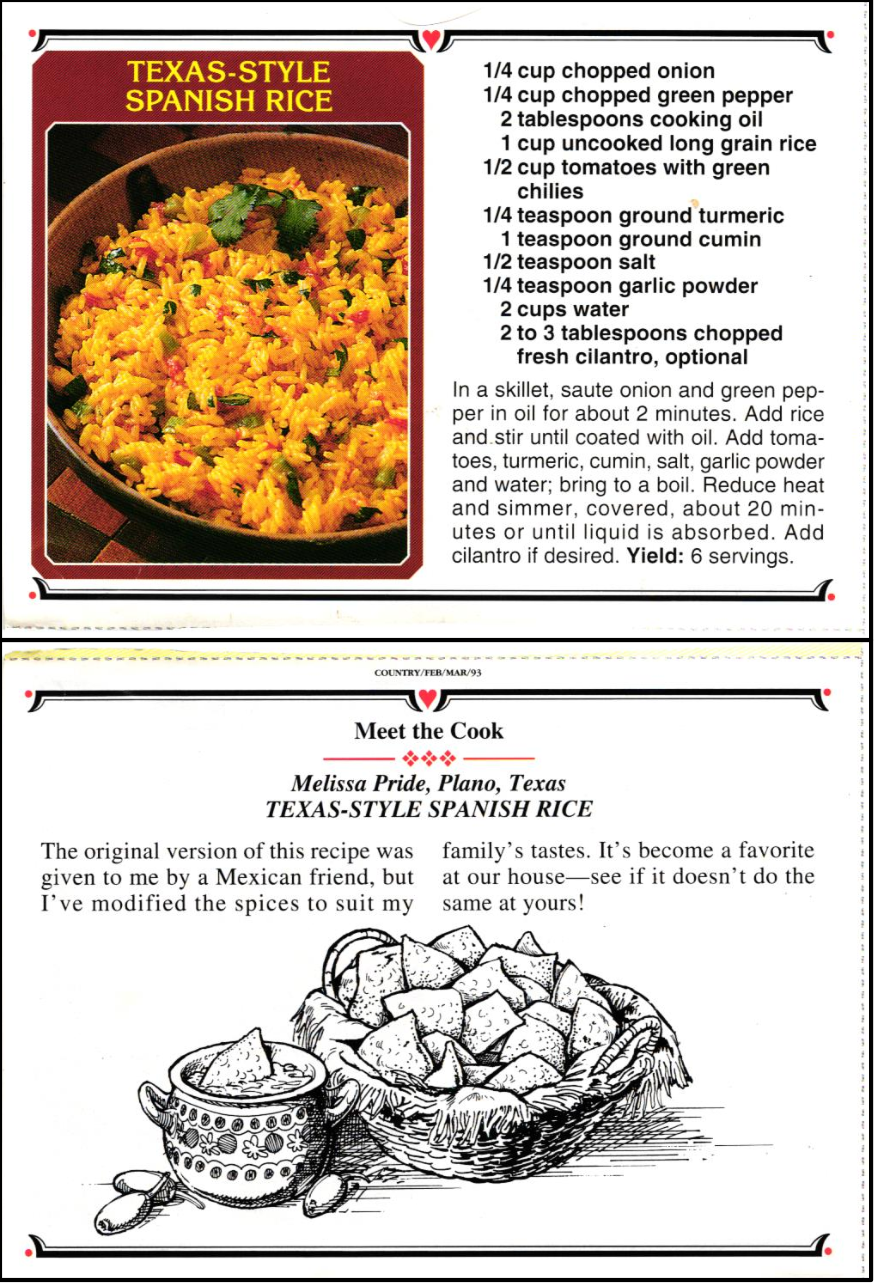 TEXAS-STYLE
SPANISH RICE
1/4 cup chopped onion
1/4 cup chopped green pepper
2 tablespoons cooking oil
1 cup uncooked long grain rice
1/2 cup tomatoes with green
chilies
1/4 teaspoon ground turmeric
1 teaspoon ground cumin
1/2 teaspoon salt
1/4 teaspoon garlic powder
2 cups water
2 to 3 tablespoons chopped
fresh cilantro, optional
In a skillet, saute onion and green pep-
per in oil for about 2 minutes. Add rice
and stir until coated with oil. Add toma-
toes, turmeric, cumin, salt, garlic powder
and water; bring to a boil. Reduce heat
and simmer, covered, about 20 min-
utes or until liquid is absorbed. Add
cilantro if desired. Yield: 6 servings.
COUNTRY/FEB/MAR/93
Meet the Cook
Melissa Pride, Plano, Texas
TEXAS-STYLE SPANISH RICE
The original version of this recipe was
given to me by a Mexican friend, but
I've modified the spices to suit my
family's tastes. It's become a favorite
at our house—see if it doesn't do the
same at yours!